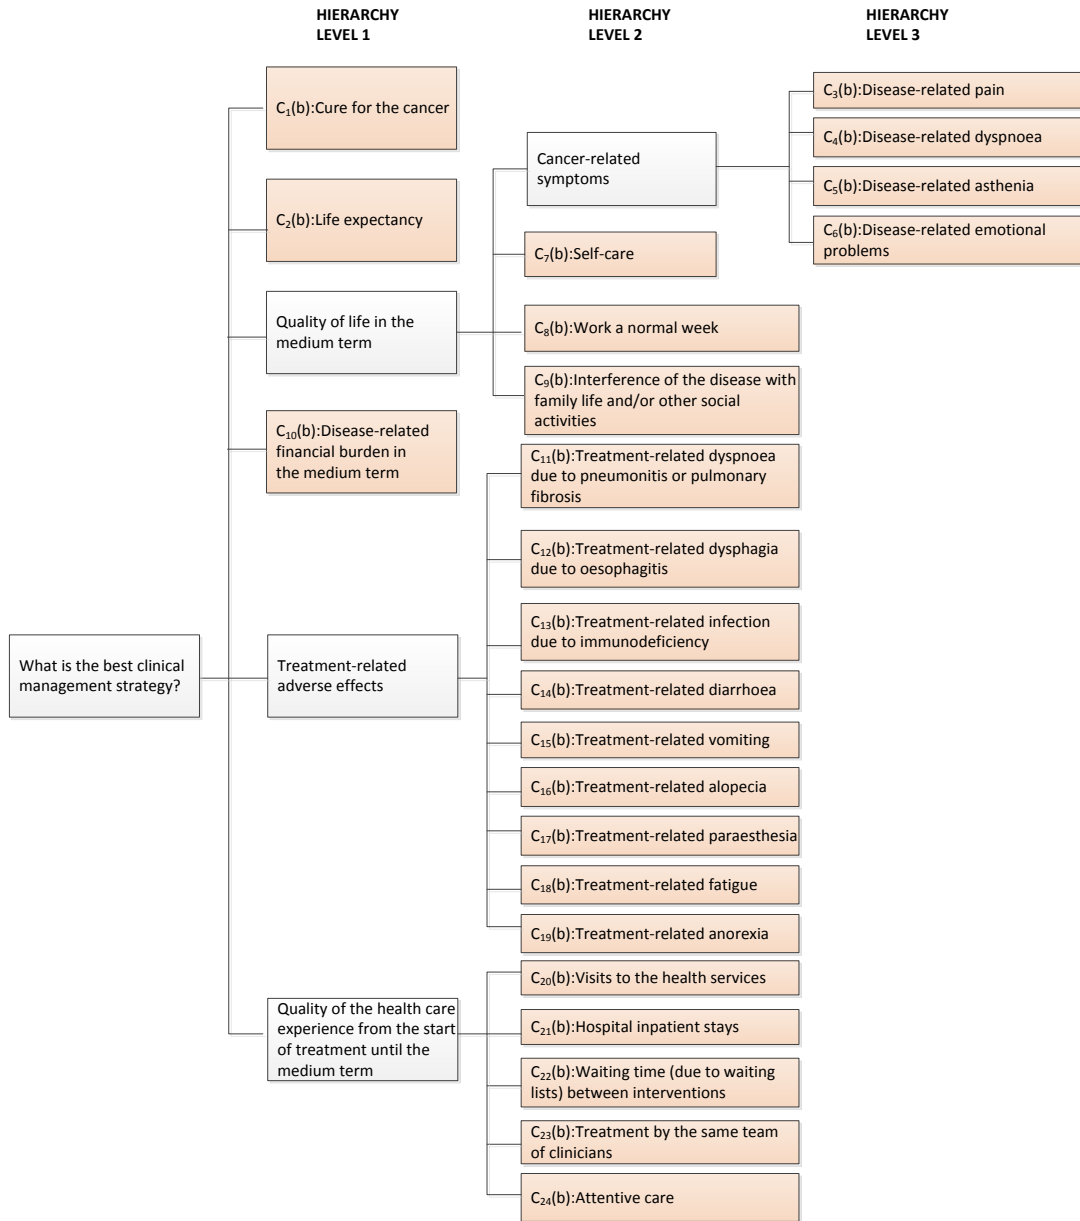 HIERARCHY
LEVEL 1
HIERARCHY
LEVEL 2
HIERARCHY
LEVEL 3
What is the best clinical
management strategy?
C₁(b):Cure for the cancer
C₂(b):Life expectancy
Quality of life in the
medium term
C₁₀(b):Disease-related
financial burden in
the medium term
Treatment-related
adverse effects
Quality of the health care
experience from the start
of treatment until the
medium term
Cancer-related
symptoms
C₇(b):Self-care
C₈(b):Work a normal week
C₉(b):Interference of the disease with
family life and/or other social
activities
C₁₁(b):Treatment-related dyspnoea
due to pneumonitis or pulmonary
fibrosis
C₁₂(b):Treatment-related dysphagia
due to oesophagitis
C₁₃(b):Treatment-related infection
due to immunodeficiency
C₁₄(b):Treatment-related diarrhoea
C₁₅(b):Treatment-related vomiting
C₁₆(b):Treatment-related alopecia
C₁₇(b):Treatment-related paraesthesia
C₁₈(b):Treatment-related fatigue
C₁₉(b):Treatment-related anorexia
C₂₀(b):Visits to the health services
C₂₁(b):Hospital inpatient stays
C₂₂(b):Waiting time (due to waiting
lists) between interventions
C₂₃(b):Treatment by the same team
of clinicians
C₂₄(b):Attentive care
C₃(b):Disease-related pain
C₄(b):Disease-related dyspnoea
C₅(b):Disease-related asthenia
C₆(b):Disease-related emotional
problems